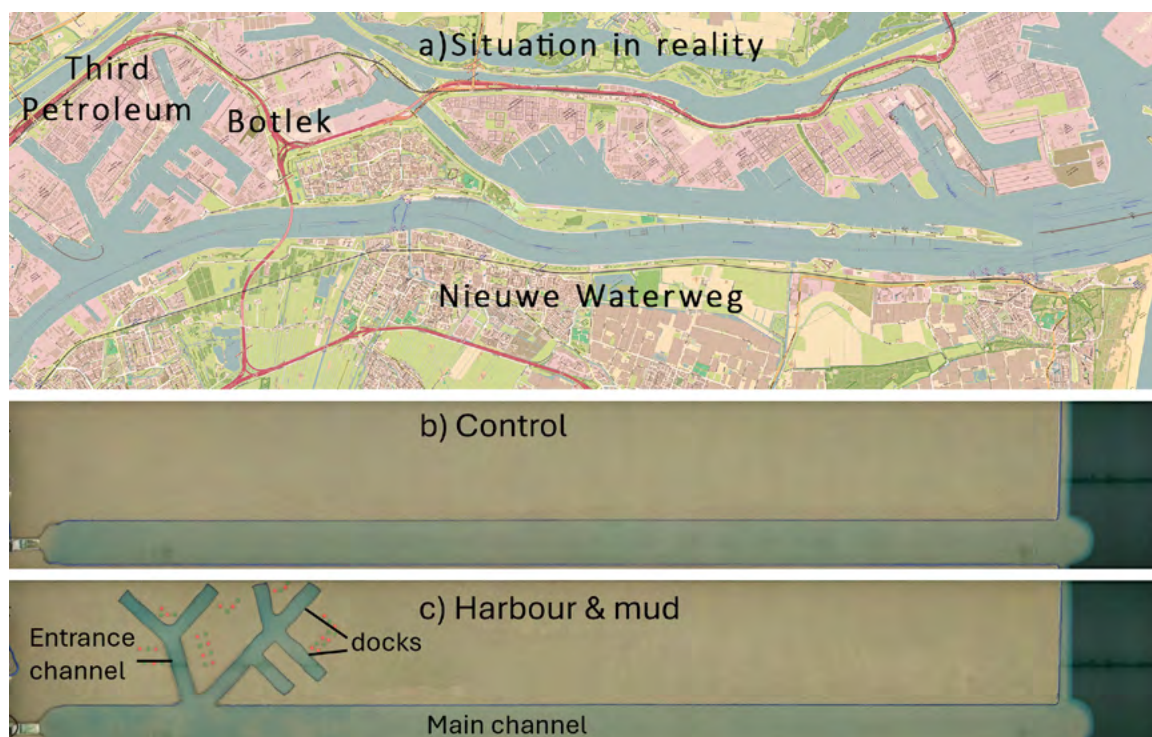 a)Situation in reality
Third
Petroleum
Botlek
Nieuwe Waterweg
b) Control
c) Harbour & mud
Entrance
channel
docks
Main channel